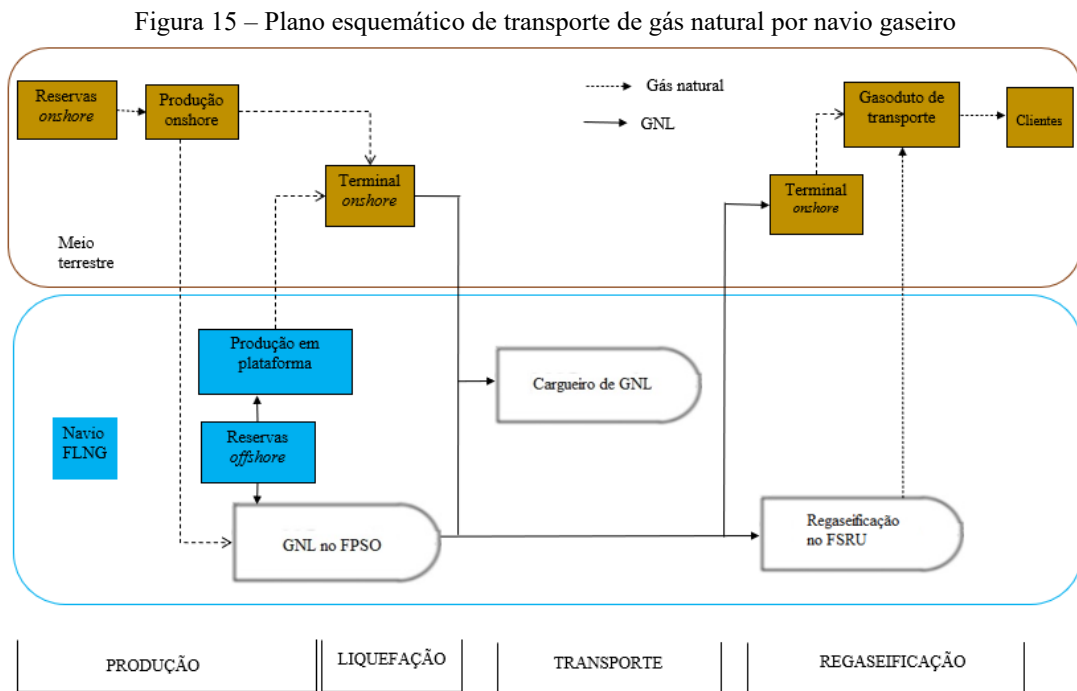 Figura 15 – Plano esquemático de transporte de gás natural por navio gaseiro
Reservas
onshore
Produção
onshore
Gás natural
GNL
Gasoduto de
transporte
Clientes
Terminal
onshore
Terminal
onshore
Meio
terrestre
Produção em
plataforma
Cargueiro de GNL
Navio
FLNG
Reservas
offshore
GNL no FPSO
Regaseificação
no FSRU
PRODUÇÃO
LIQUEFAÇÃO
TRANSPORTE
REGASEIFICAÇÃO